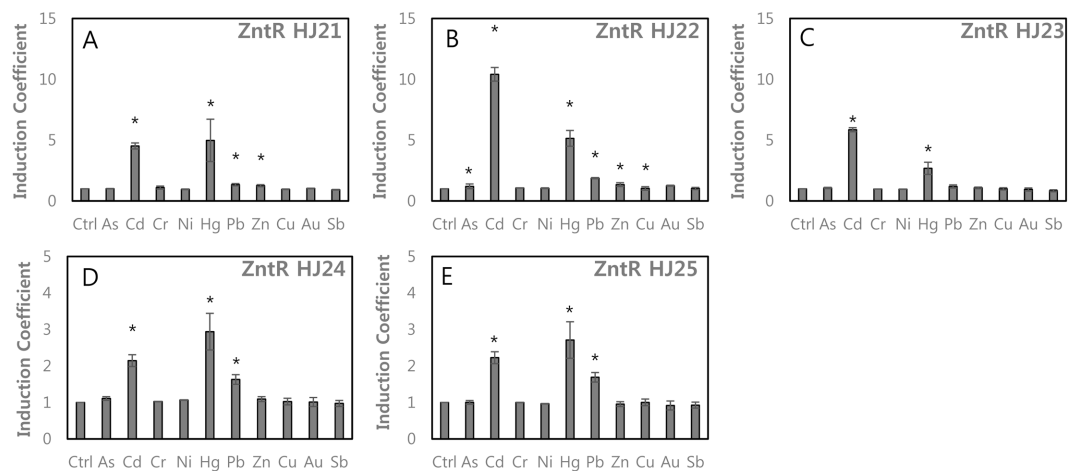 A
ZntR HJ21
Induction Coefficient
15
10
5
0
Ctrl As Cd Cr Ni Hg Pb Zn Cu Au Sb
* * * *
B
ZntR HJ22
Induction Coefficient
15
10
5
0
Ctrl As Cd Cr Ni Hg Pb Zn Cu Au Sb
* * * * * *
C
ZntR HJ23
Induction Coefficient
15
10
5
0
Ctrl As Cd Cr Ni Hg Pb Zn Cu Au Sb
* *
D
ZntR HJ24
Induction Coefficient
5
4
3
2
1
0
Ctrl As Cd Cr Ni Hg Pb Zn Cu Au Sb
* * *
E
ZntR HJ25
Induction Coefficient
5
4
3
2
1
0
Ctrl As Cd Cr Ni Hg Pb Zn Cu Au Sb
* * *